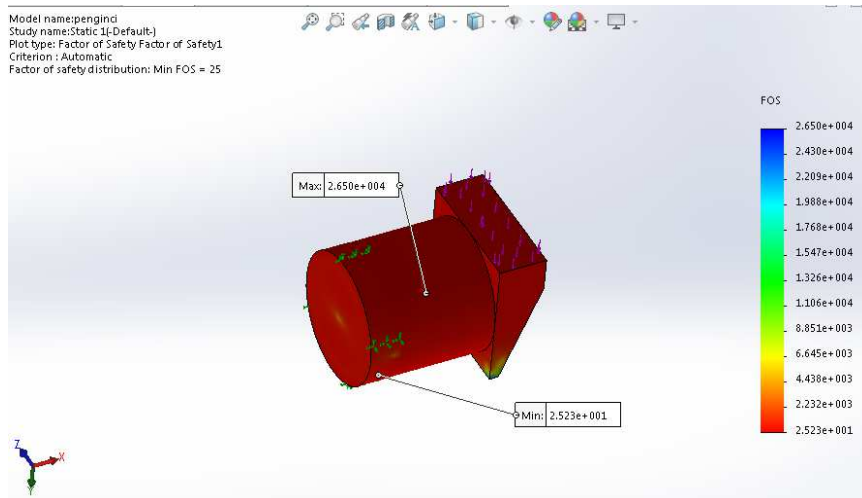 Model name:penginci
Study name:Static 1(-Default-)
Plot type: Factor of Safety Factor of Safety1
Criterion : Automatic
Factor of safety distribution: Min FOS = 25
FOS
2.650e+004
2.430e+004
2.209e+004
1.988e+004
1.768e+004
1.547e+004
1.326e+004
1.106e+004
8.851e+003
6.645e+003
4.438e+003
2.232e+003
2.523e+001
Max: 2.650e+004
Min: 2.523e+001
Z
X
Y